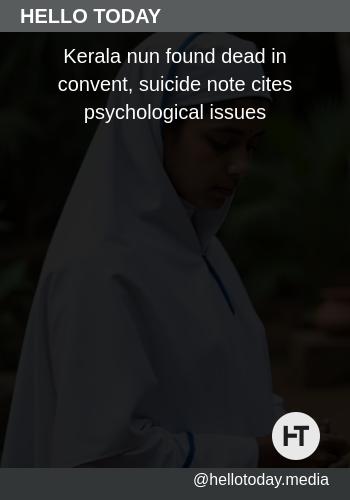 HELLO TODAY
Kerala nun found dead in
convent, suicide note cites
psychological issues
HT
@hellotoday.media